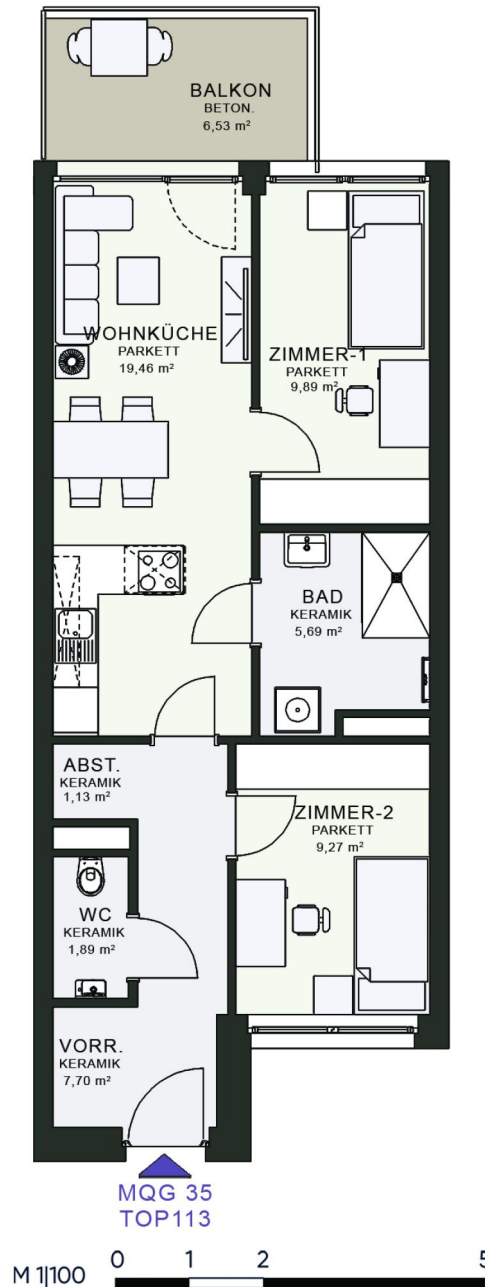 BALKON
BETON.
6,53 m²
WOHNKÜCHE
PARKETT
19,46 m²
ZIMMER-1
PARKETT
9,89 m²
BAD
KERAMIK
5,69 m²
ABST.
KERAMIK
1,13 m²
ZIMMER-2
PARKETT
9,27 m²
WC
KERAMIK
1,89 m²
VORR.
KERAMIK
7,70 m²
MQG 35
TOP113
M 1|100 0 1 2 5